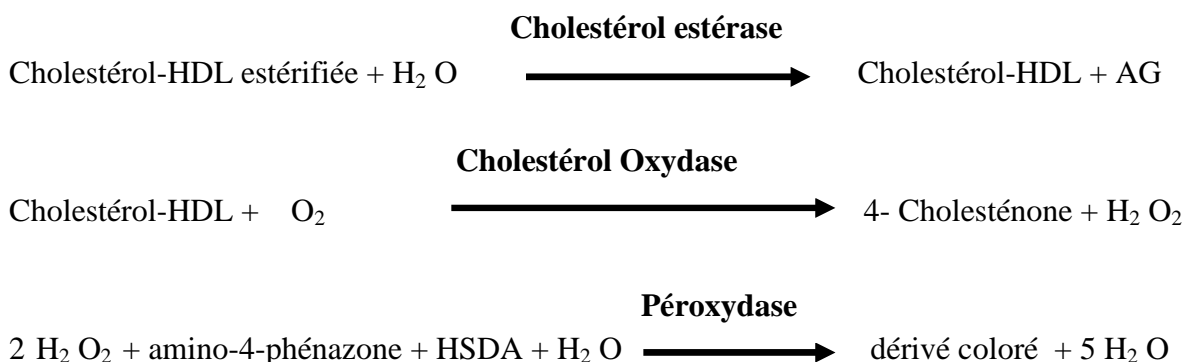 Cholestérol estérase
Cholestérol-HDL estérifiée + H₂ O Cholestérol-HDL + AG
Cholestérol Oxydase
Cholestérol-HDL + O₂ 4- Cholesténone + H₂ O₂
Péroxydase
2 H₂ O₂ + amino-4-phénazone + HSDA + H₂ O dérivé coloré + 5 H₂ O